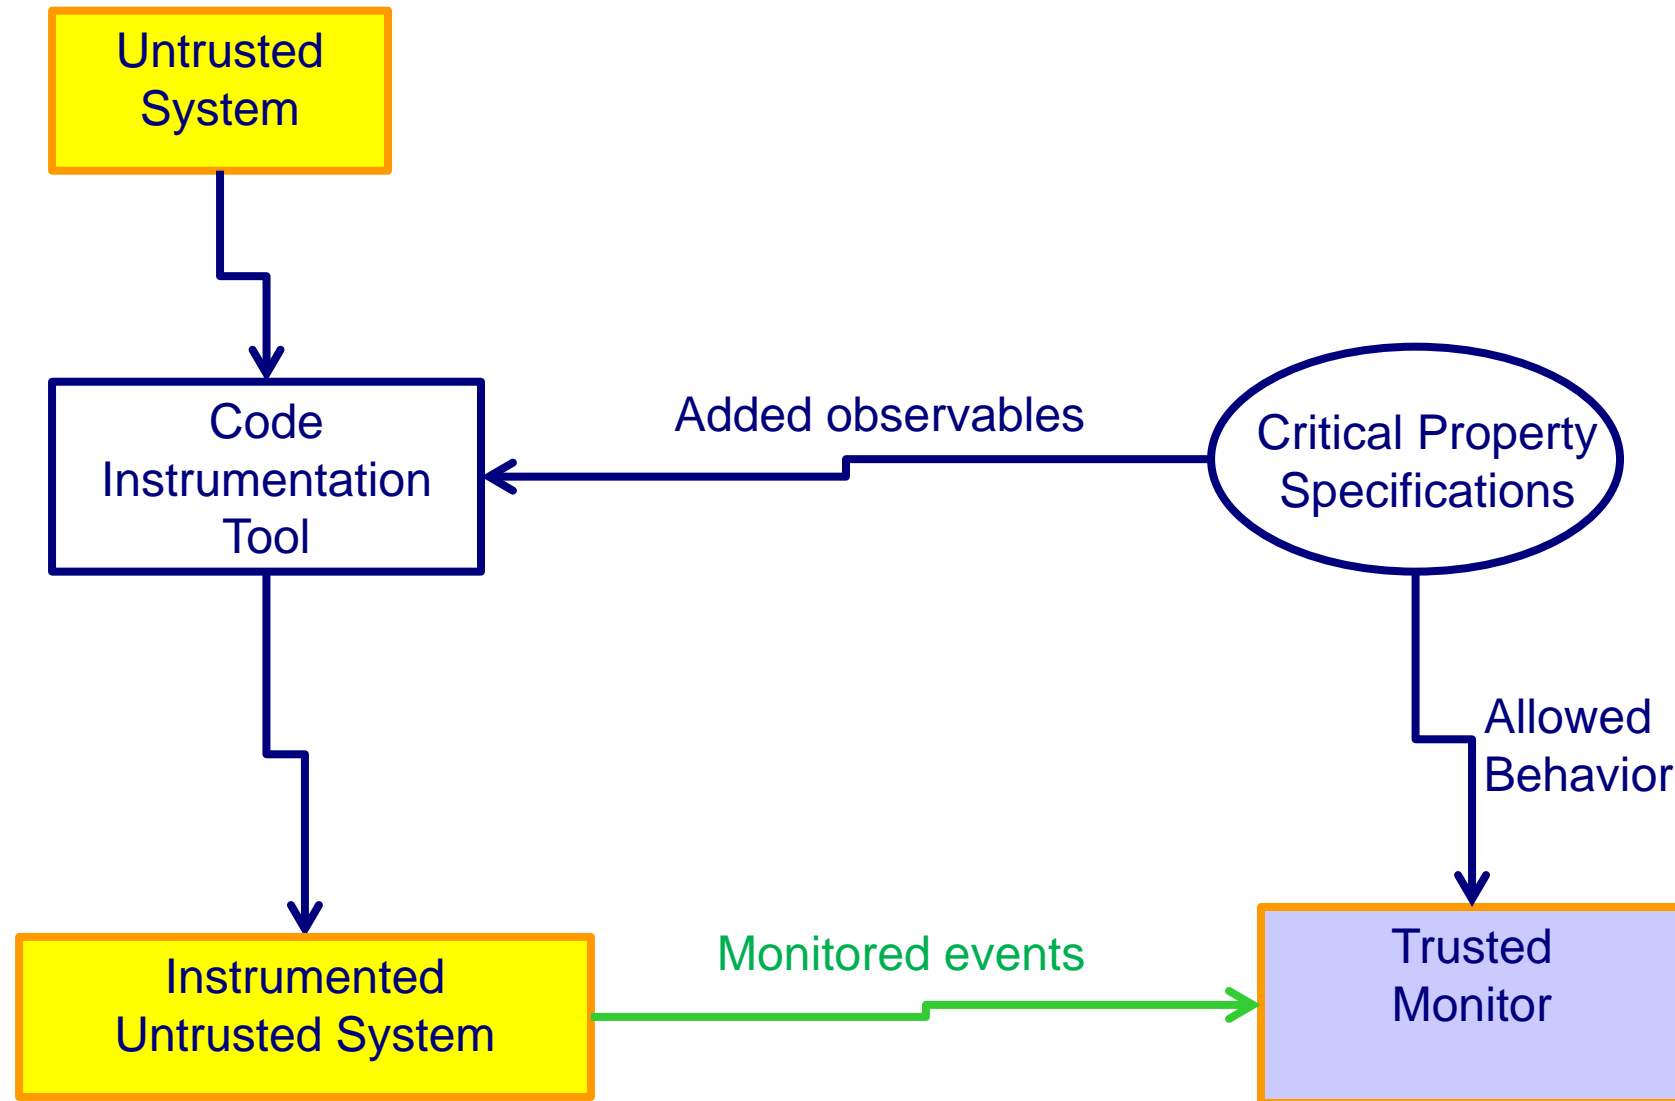 Untrusted
System
Code
Instrumentation
Tool
Added observables
Critical Property
Specifications
Allowed
Behavior
Instrumented
Untrusted System
Monitored events
Trusted
Monitor